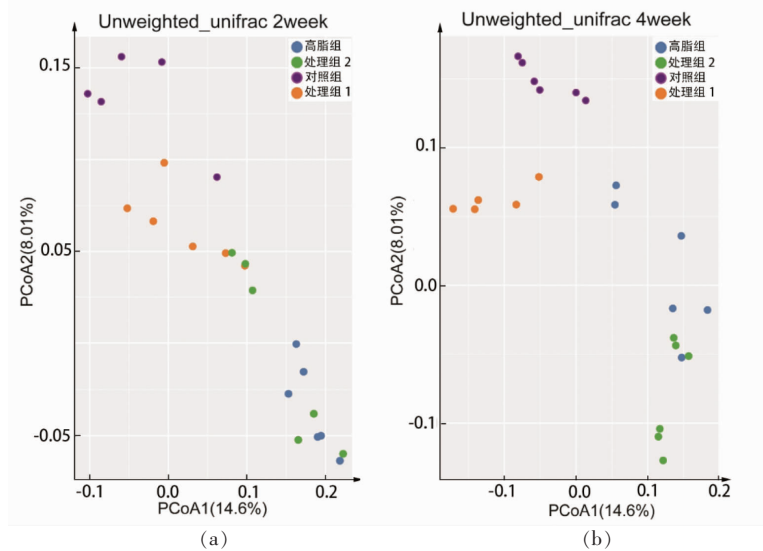 Unweighted_unifrac 2week
高脂组
处理组 2
对照组
处理组 1
0.15
0.05
-0.05
PCoA2(8.01%)
-0.1
0.0
0.1
0.2
PCoA1(14.6%)
(a)
Unweighted_unifrac 4week
高脂组
处理组 2
对照组
处理组 1
0.1
0.0
-0.1
PCoA2(8.01%)
-0.1
0.0
0.1
0.2
PCoA1(14.6%)
(b)